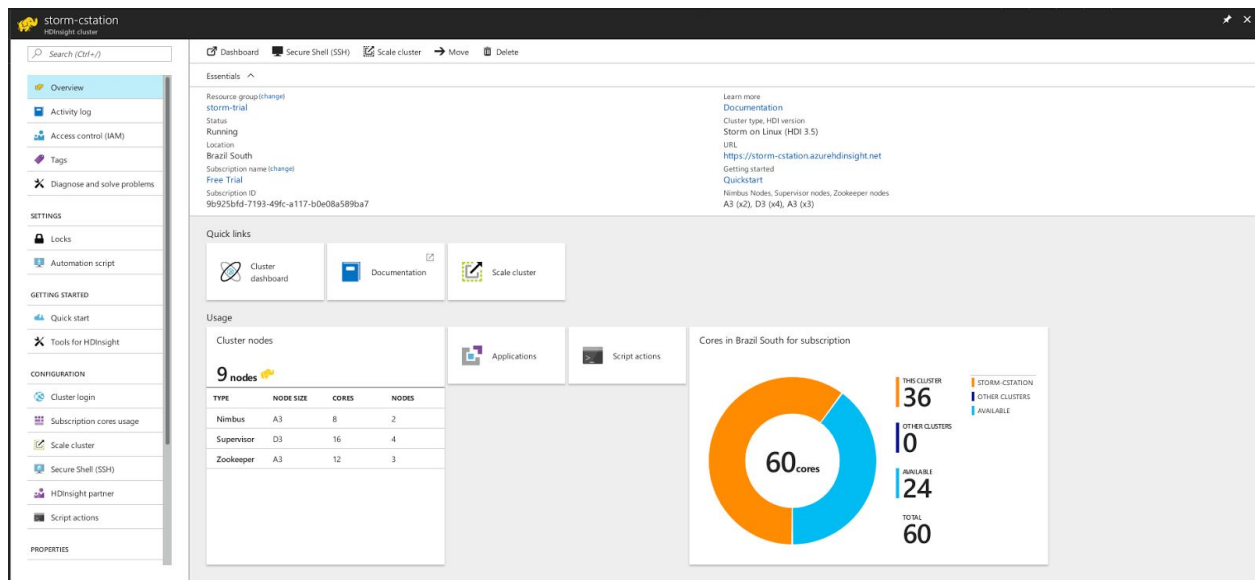 storm-cstation
HDInsight cluster
Search (Ctrl+/)
Overview
Activity log
Access control (IAM)
Tags
Diagnose and solve problems
SETTINGS
Locks
Automation script
GETTING STARTED
Quick start
Tools for HDInsight
CONFIGURATION
Cluster login
Subscription cores usage
Scale cluster
Secure Shell (SSH)
HDInsight partner
Script actions
PROPERTIES
Dashboard Secure Shell (SSH) Scale cluster Move Delete
Essentials
Resource group (change)
storm-trial
Status
Running
Location
Brazil South
Subscription name (change)
Free Trial
Subscription ID
9b925bfd-7193-49fc-a117-b0e08a589ba7
Learn more
Documentation
Cluster type, HDI version
Storm on Linux (HDI 3.5)
URL
https://storm-cstation.azurehdinsight.net
Getting started
Quickstart
Nimbus Nodes, Supervisor nodes, Zookeeper nodes
A3 (x2), D3 (x4), A3 (x3)
Quick links
Cluster
dashboard
Documentation
Scale cluster
Usage
Cluster nodes
9 nodes
TYPE NODE SIZE CORES NODES
Nimbus A3 8 2
Supervisor D3 16 4
Zookeeper A3 12 3
Applications
Script actions
Cores in Brazil South for subscription
60 cores
THIS CLUSTER
36
OTHER CLUSTERS
0
AVAILABLE
24
TOTAL
60
STORM-CSTATION
OTHER CLUSTERS
AVAILABLE